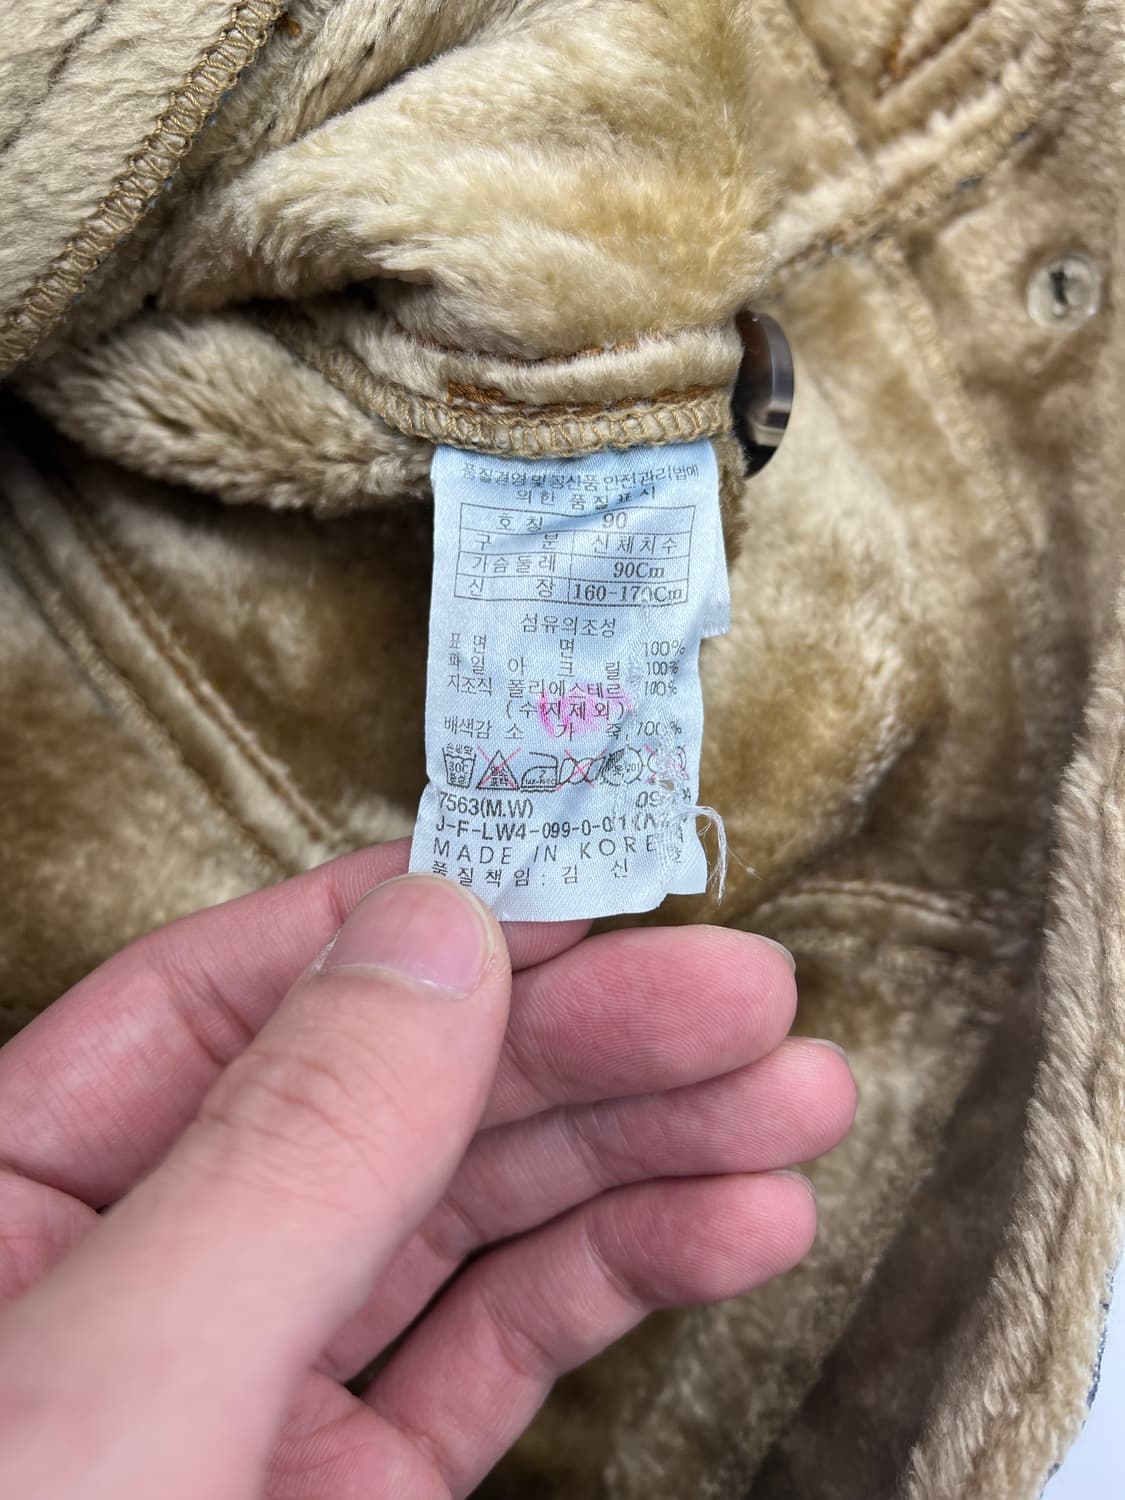 품질경영및공산품안전관리법에
의한 품질표시
호칭 90
구분 신체치수
가슴둘레 90Cm
신장 160-170Cm
섬유의조성
표면 면 100%
파일 아크릴 100%
지조직 폴리에스테르 100%
(수지제외)
배색감 소가죽 100%
30℃
7563(M.W) 09
J-F-LW4-099-0-01
MADE IN KOREA
품질책임: 김 신